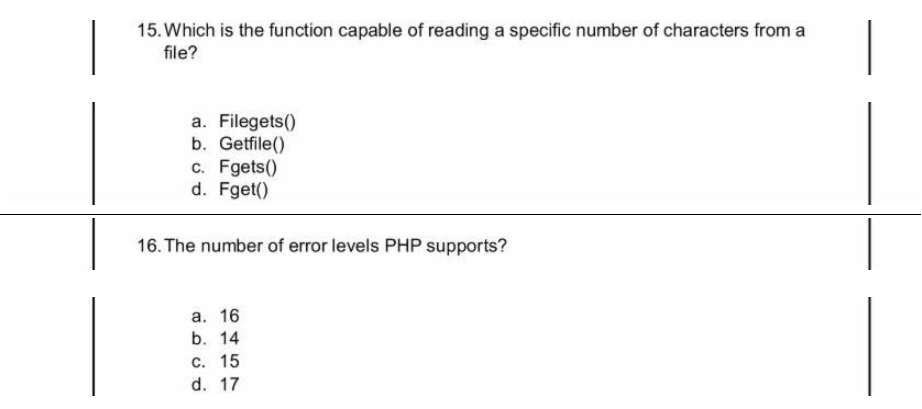 15. Which is the function capable of reading a specific number of characters from a
file?
a. Filegets()
b. Getfile()
c. Fgets()
d. Fget()
16. The number of error levels PHP supports?
a. 16
b. 14
c. 15
d. 17